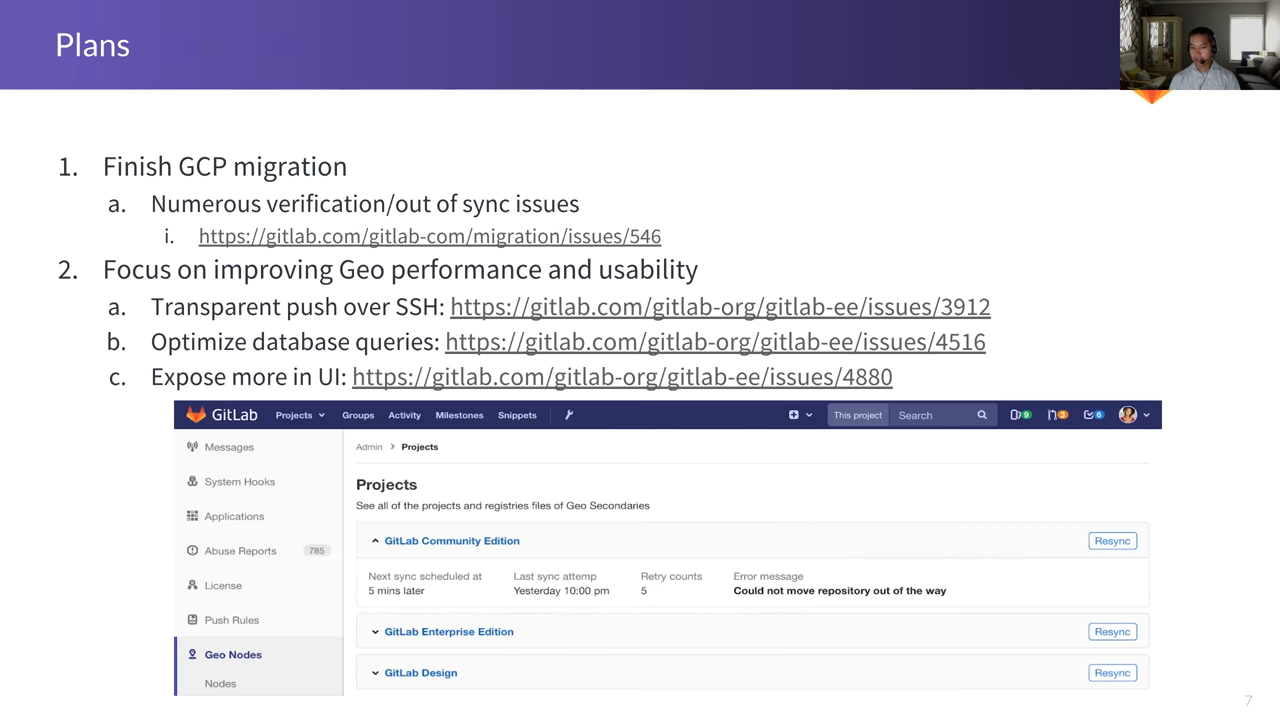 Plans
1. Finish GCP migration
a. Numerous verification/out of sync issues
i. https://gitlab.com/gitlab-com/migration/issues/546
2. Focus on improving Geo performance and usability
a. Transparent push over SSH: https://gitlab.com/gitlab-org/gitlab-ee/issues/3912
b. Optimize database queries: https://gitlab.com/gitlab-org/gitlab-ee/issues/4516
c. Expose more in UI: https://gitlab.com/gitlab-org/gitlab-ee/issues/4880
GitLab Projects Groups Activity Milestones Snippets This project Search 9 3 6
Messages
System Hooks
Applications
Abuse Reports 785
License
Push Rules
Geo Nodes
Nodes
Admin > Projects
Projects
See all of the projects and registries files of Geo Secondaries
GitLab Community Edition Resync
Next sync scheduled at Last sync attemp Retry counts Error message
5 mins later Yesterday 10:00 pm 5 Could not move repository out of the way
GitLab Enterprise Edition Resync
GitLab Design Resync
7